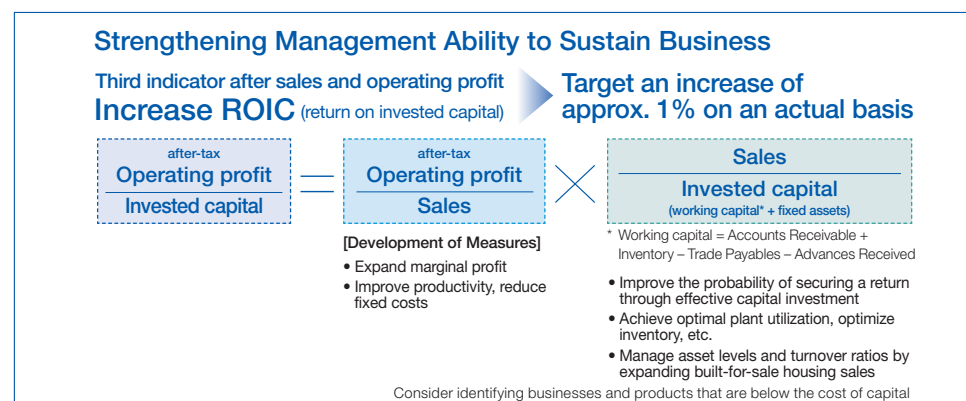 Strengthening Management Ability to Sustain Business
Third indicator after sales and operating profit
Increase ROIC (return on invested capital)
Target an increase of
approx. 1% on an actual basis
after-tax
Operating profit
Invested capital
=
after-tax
Operating profit
Sales
×
Sales
Invested capital
(working capital* + fixed assets)
[Development of Measures]
• Expand marginal profit
• Improve productivity, reduce
fixed costs
* Working capital = Accounts Receivable +
Inventory – Trade Payables – Advances Received
• Improve the probability of securing a return
through effective capital investment
• Achieve optimal plant utilization, optimize
inventory, etc.
• Manage asset levels and turnover ratios by
expanding built-for-sale housing sales
Consider identifying businesses and products that are below the cost of capital